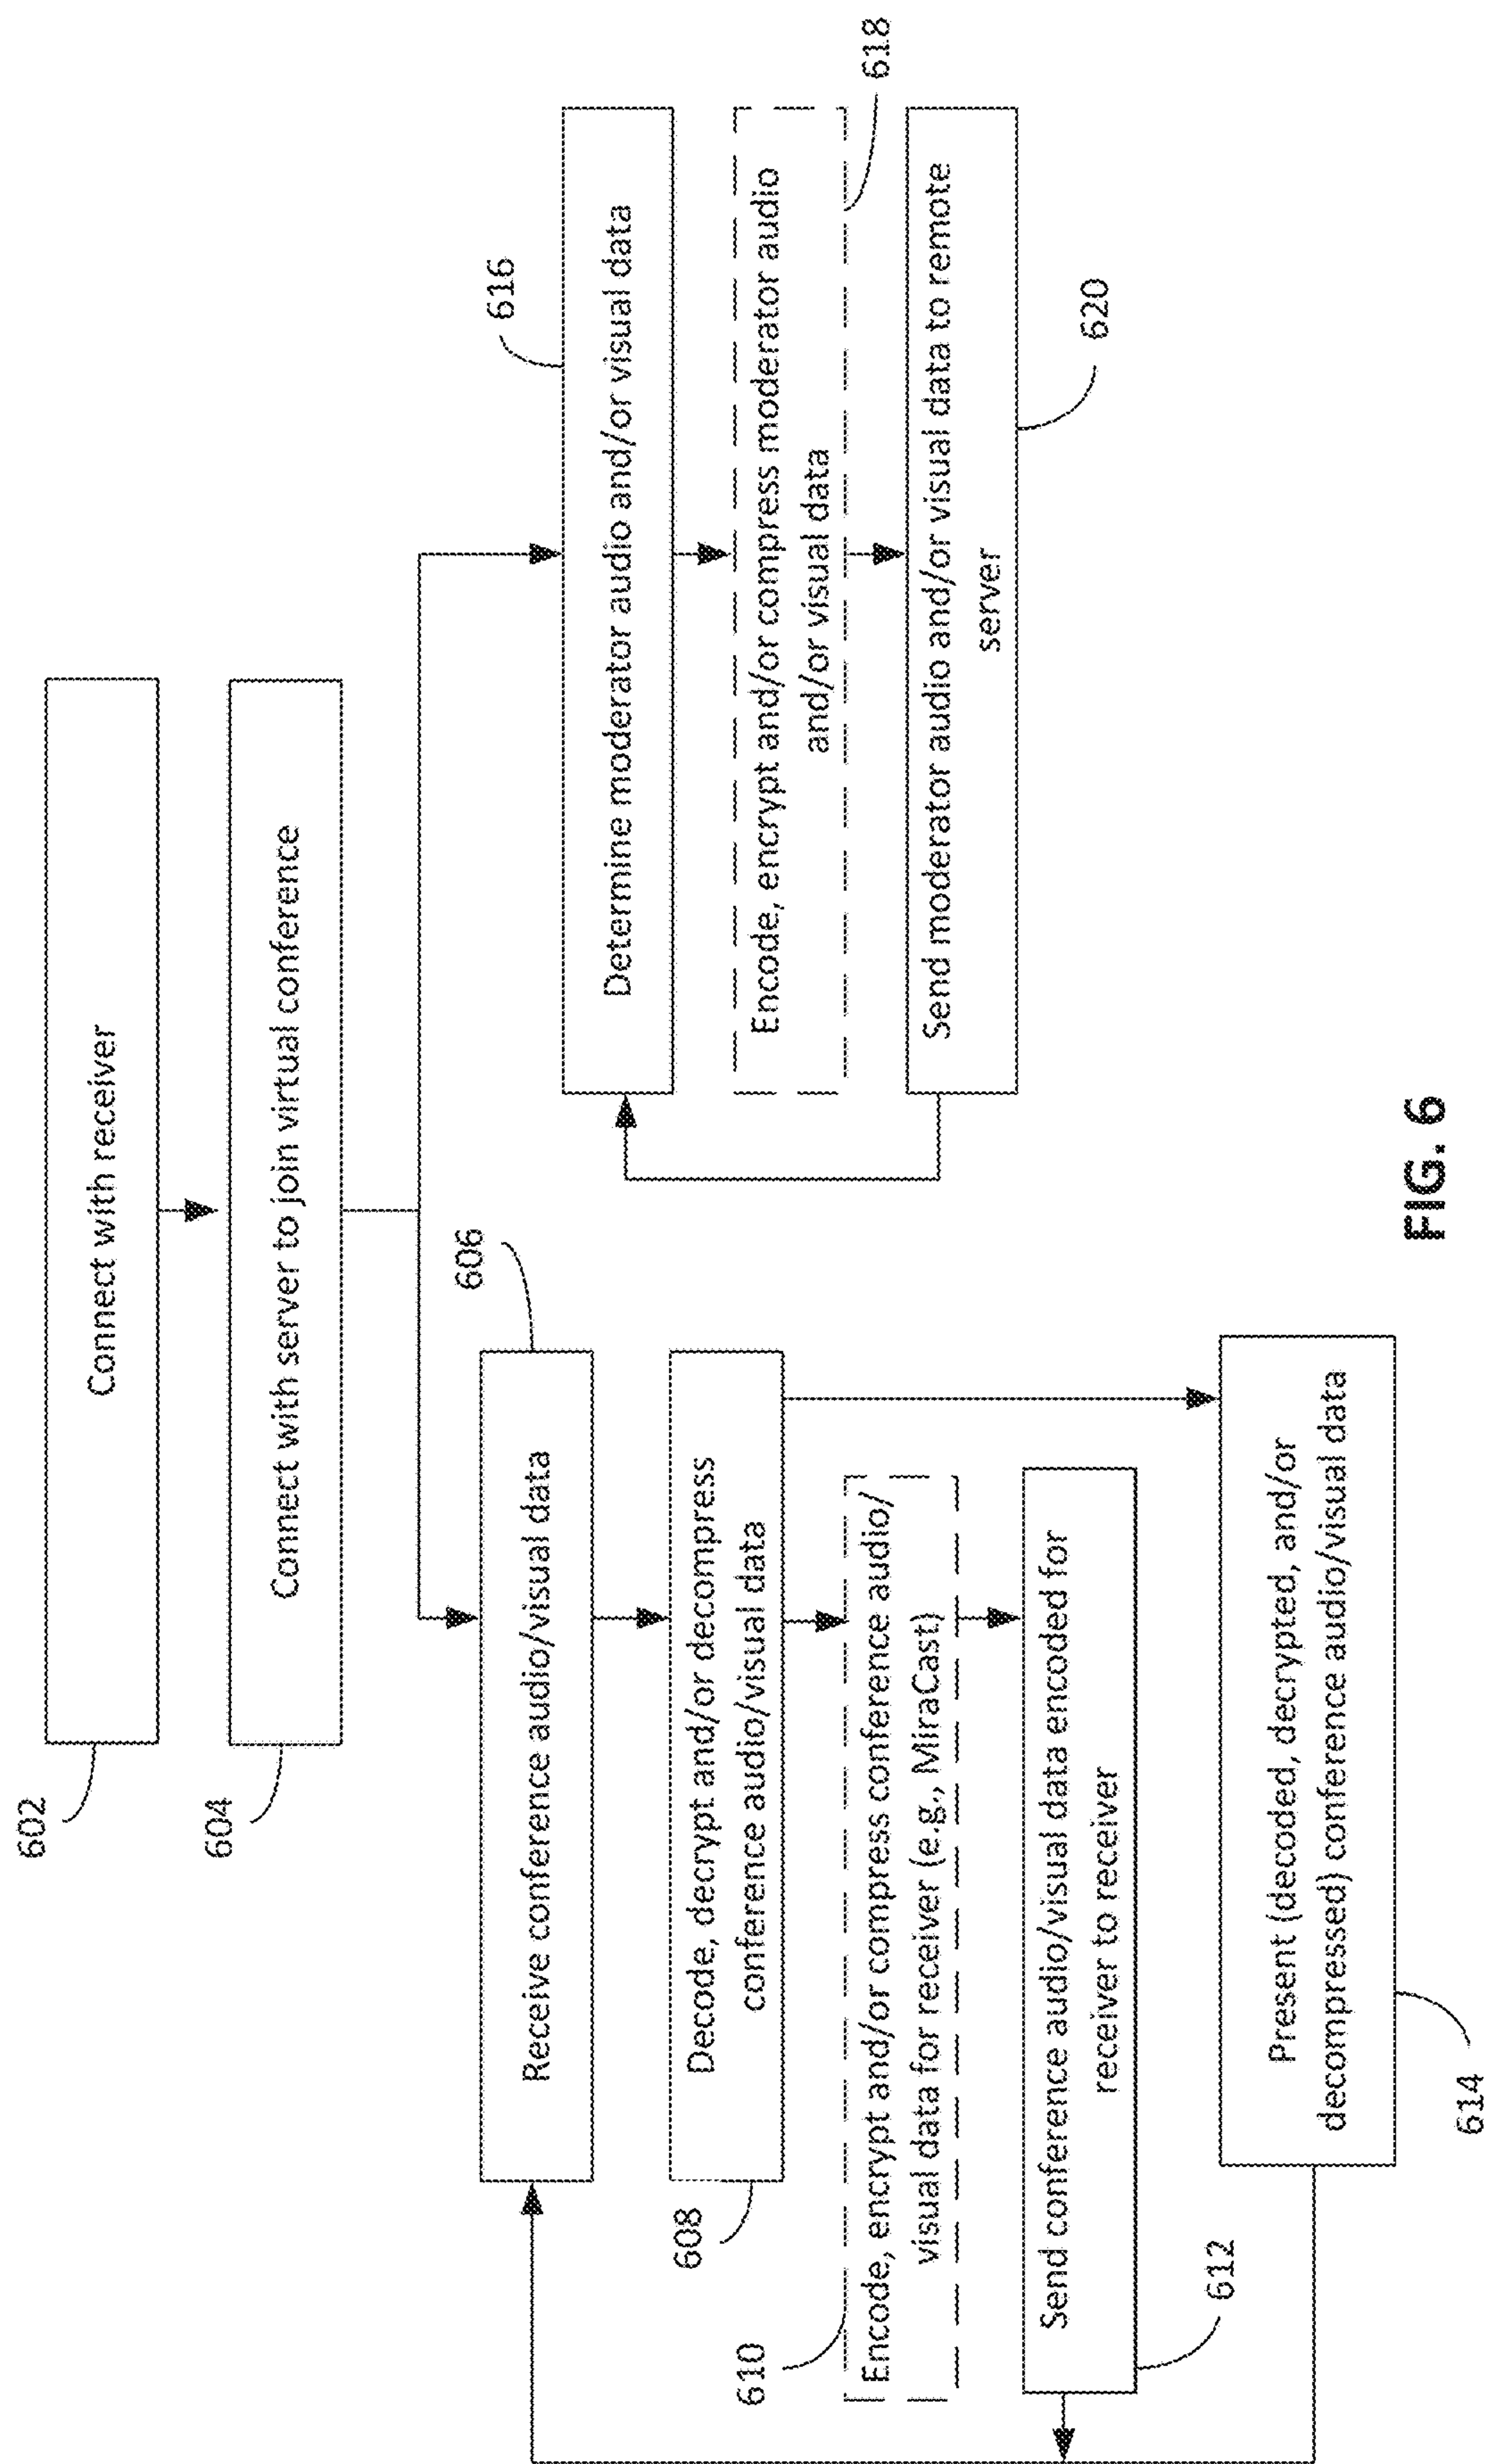 602
Connect with receiver
604
Connect with server to join virtual conference
606
Receive conference audio/visual data
608
Decode, decrypt and/or decompress
conference audio/visual data
610
Encode, encrypt and/or compress conference audio/
visual data for receiver (e.g., MiraCast)
612
Send conference audio/visual data encoded for
receiver to receiver
614
Present (decoded, decrypted, and/or
decompressed) conference audio/visual data
616
Determine moderator audio and/or visual data
618
Encode, encrypt and/or compress moderator audio
and/or visual data
620
Send moderator audio and/or visual data to remote
server
FIG. 6